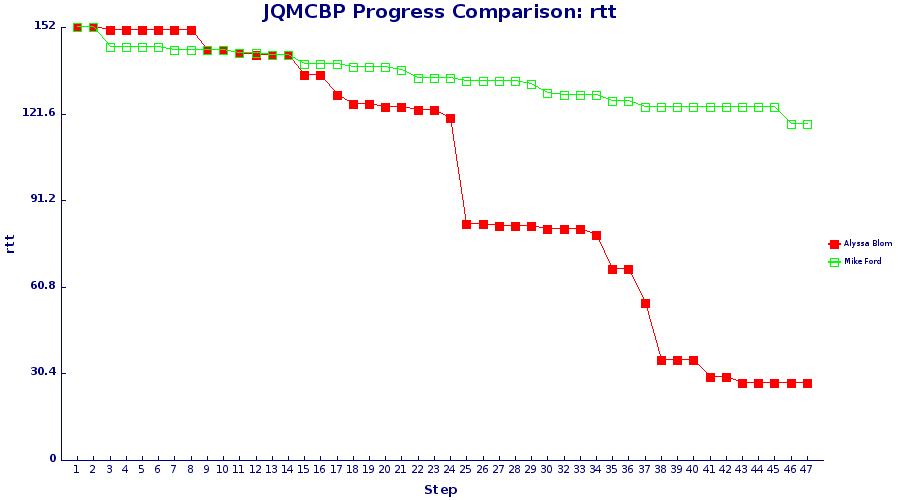 JQMCBP Progress Comparison: rtt
152
121.6
91.2
60.8
30.4
0
rtt
1 2 3 4 5 6 7 8 9 10 11 12 13 14 15 16 17 18 19 20 21 22 23 24 25 26 27 28 29 30 32 33 34 35 36 37 38 39 40 41 42 43 44 45 46 47
Step
Alyssa Blom
Mike Ford